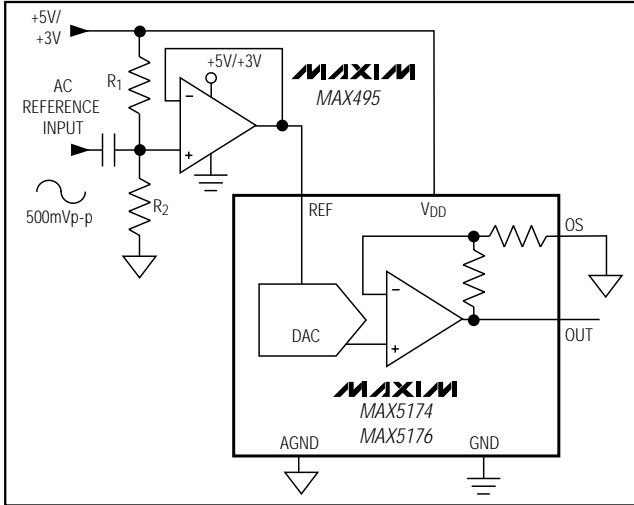 +5V/
+3V
R1
+5V/+3V
MAXIM
MAX495
AC
REFERENCE
INPUT
−
+
500mVp-p
R2
REF
VDD
OS
−
+
DAC
OUT
MAXIM
MAX5174
MAX5176
AGND
GND